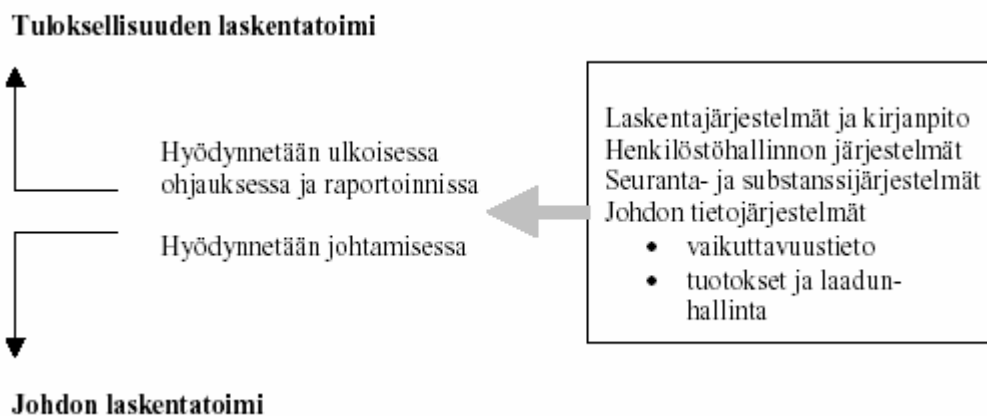 Tuloksellisuuden laskentatoimi
Hyödynnetään ulkoisessa
ohjauksessa ja raportoinnissa
Hyödynnetään johtamisessa
Laskentajärjestelmät ja kirjanpito
Henkilöstöhallinnon järjestelmät
Seuranta- ja substanssijärjestelmät
Johdon tietojärjestelmät
• vaikuttavuustieto
• tuotokset ja laadun-
hallinta
Johdon laskentatoimi